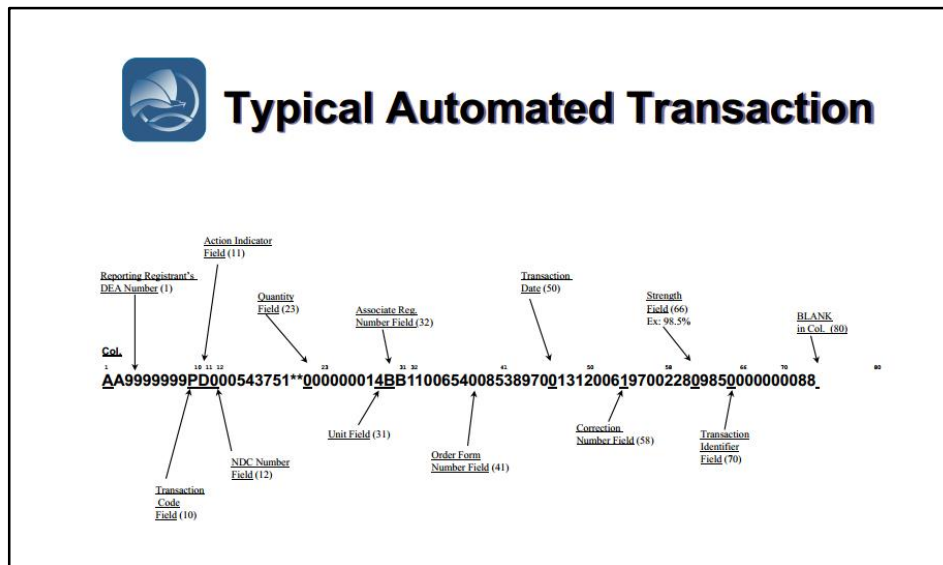 Typical Automated Transaction
Action Indicator
Field (11)
Reporting Registrant's
DEA Number (1)
Quantity
Field (23)
Associate Reg.
Number Field (32)
Transaction
Date (50)
Strength
Field (66)
Ex: 98.5%
BLANK
in Col. (80)
Col.
1 10 11 12 23 31 32 41 50 58 66 70 80
AA9999999PD000543751**0000000014BB1100654008538970013120061970022809850000000088
Unit Field (31)
Order Form
Number Field (41)
Correction
Number Field (58)
Transaction
Identifier
Field (70)
NDC Number
Field (12)
Transaction
Code
Field (10)